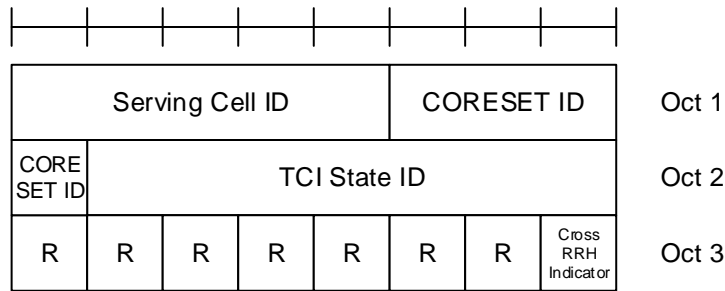 Serving Cell ID CORESET ID Oct 1
CORE
SET ID TCI State ID Oct 2
R R R R R R R Cross
RRH
Indicator Oct 3